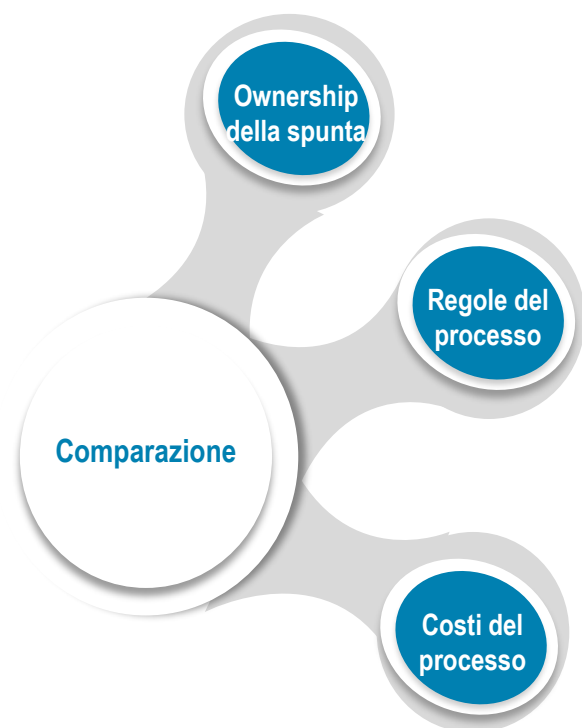 Ownership
della spunta
Regole del
processo
Comparazione
Costi del
processo